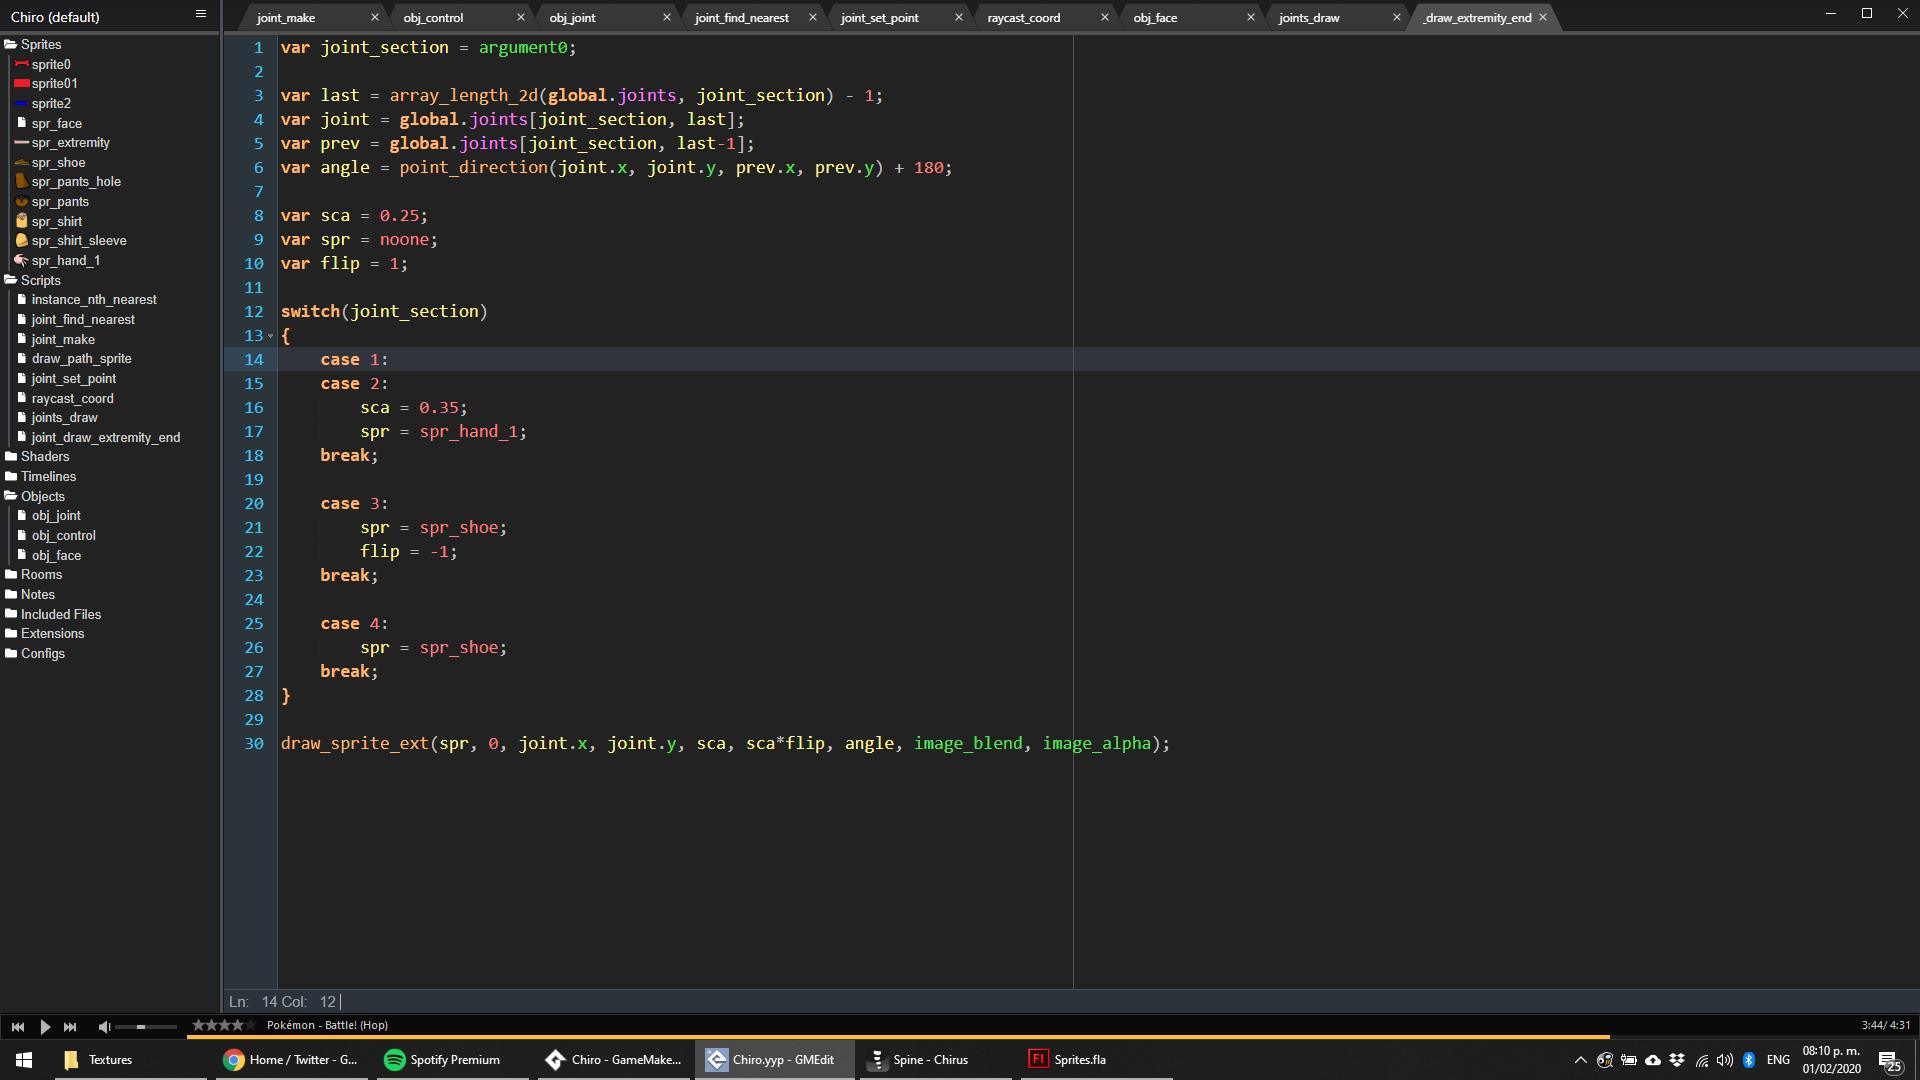 Chiro (default)
joint_make
obj_control
obj_joint
joint_find_nearest
joint_set_point
raycast_coord
obj_face
joints_draw
_draw_extremity_end
Sprites
sprite0
sprite01
sprite2
spr_face
spr_extremity
spr_shoe
spr_pants_hole
spr_pants
spr_shirt
spr_shirt_sleeve
spr_hand_1
Scripts
instance_nth_nearest
joint_find_nearest
joint_make
draw_path_sprite
joint_set_point
raycast_coord
joints_draw
joint_draw_extremity_end
Shaders
Timelines
Objects
obj_joint
obj_control
obj_face
Rooms
Notes
Included Files
Extensions
Configs
1 var joint_section = argument0;
2
3 var last = array_length_2d(global.joints, joint_section) - 1;
4 var joint = global.joints[joint_section, last];
5 var prev = global.joints[joint_section, last-1];
6 var angle = point_direction(joint.x, joint.y, prev.x, prev.y) + 180;
7
8 var sca = 0.25;
9 var spr = noone;
10 var flip = 1;
11
12 switch(joint_section)
13 {
14 case 1:
15 case 2:
16 sca = 0.35;
17 spr = spr_hand_1;
18 break;
19
20 case 3:
21 spr = spr_shoe;
22 flip = -1;
23 break;
24
25 case 4:
26 spr = spr_shoe;
27 break;
28 }
29
30 draw_sprite_ext(spr, 0, joint.x, joint.y, sca, sca*flip, angle, image_blend, image_alpha);
Ln: 14 Col: 12
Pokémon - Battle! (Hop)
3:44/ 4:31
Textures
Home / Twitter - G...
Spotify Premium
Chiro - GameMake...
Chiro.yyp - GMEdit
Spine - Chirus
Fl
Sprites.fla
ENG
08:10 p. m.
01/02/2020
25